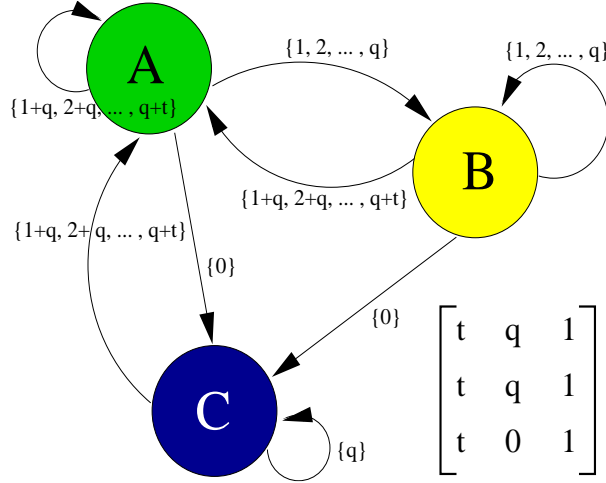 A
{1, 2, ... , q}
{1, 2, ... , q}
{1+q, 2+q, ... , q+t}
B
{1+q, 2+q, ... , q+t}
{1+q, 2+ q, ... , q+t}
{0}
{0}
C
{q}
t q 1
t q 1
t 0 1